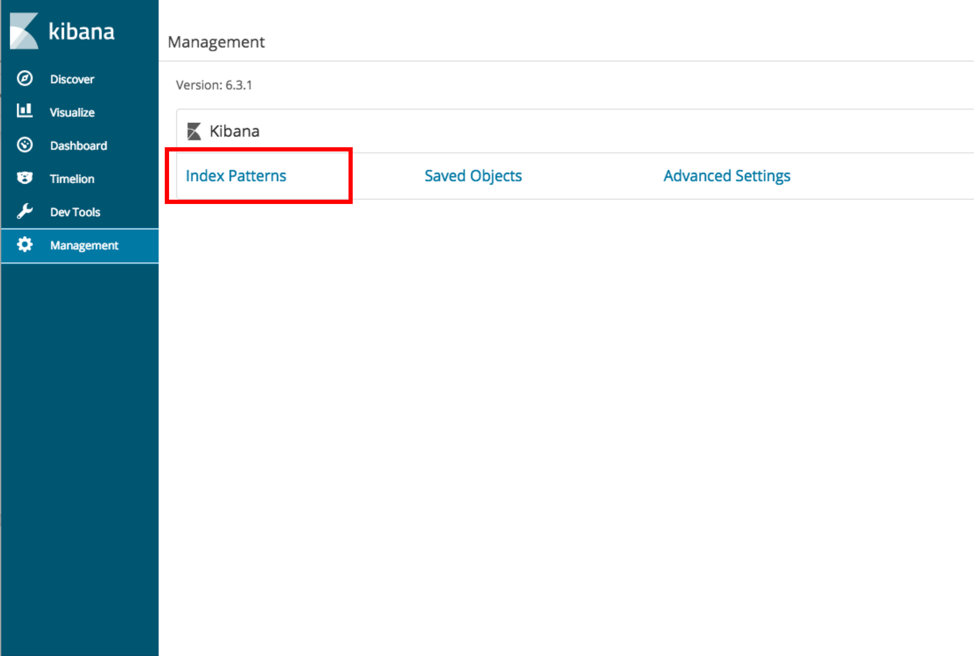 kibana
Discover
Visualize
Dashboard
Timelion
Dev Tools
Management
Management
Version: 6.3.1
Kibana
Index Patterns Saved Objects Advanced Settings